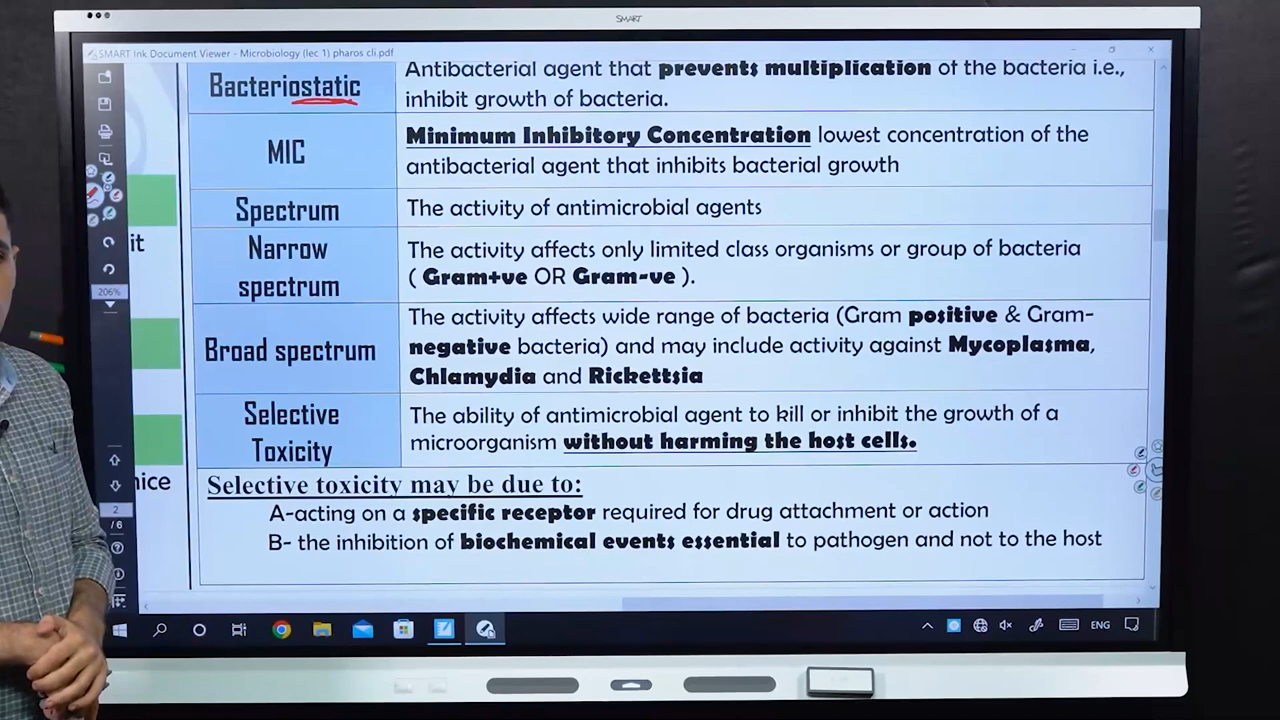 SMART
SMART Ink Document Viewer - Microbiology (lec 1) pharos cli.pdf
Bacteriostatic
Antibacterial agent that prevents multiplication of the bacteria i.e.,
inhibit growth of bacteria.
MIC
Minimum Inhibitory Concentration lowest concentration of the
antibacterial agent that inhibits bacterial growth
Spectrum
The activity of antimicrobial agents
Narrow
spectrum
The activity affects only limited class organisms or group of bacteria
( Gram+ve OR Gram-ve ).
Broad spectrum
The activity affects wide range of bacteria (Gram positive & Gram-
negative bacteria) and may include activity against Mycoplasma,
Chlamydia and Rickettsia
Selective
Toxicity
The ability of antimicrobial agent to kill or inhibit the growth of a
microorganism without harming the host cells.
Selective toxicity may be due to:
A-acting on a specific receptor required for drug attachment or action
B- the inhibition of biochemical events essential to pathogen and not to the host
it
206%
2
/ 6
ENG